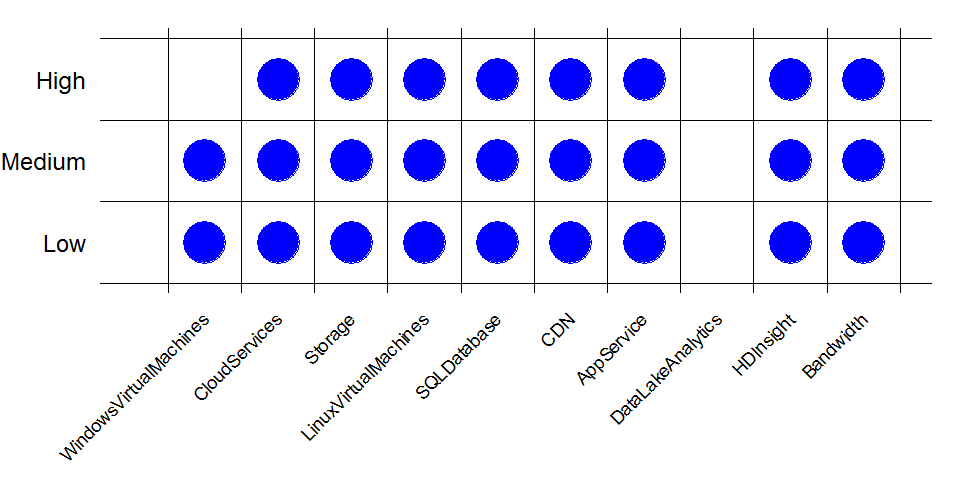 High
Medium
Low
WindowsVirtualMachines
CloudServices
Storage
LinuxVirtualMachines
SQLDatabase
CDN
AppService
DataLakeAnalytics
HDInsight
Bandwidth